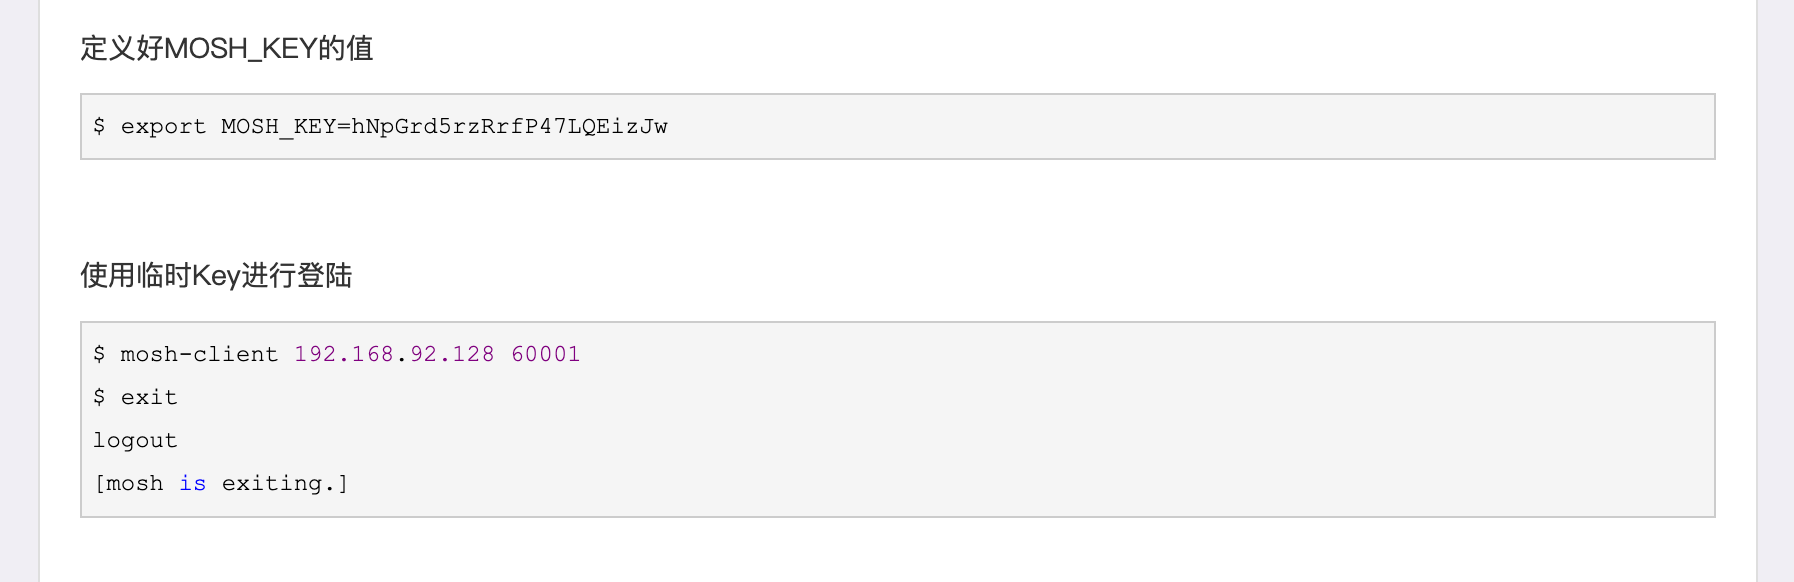 定义好MOSH_KEY的值
$ export MOSH_KEY=hNpGrd5rzRrfP47LQEizJw
使用临时Key进行登陆
$ mosh-client 192.168.92.128 60001
$ exit
logout
[mosh is exiting.]